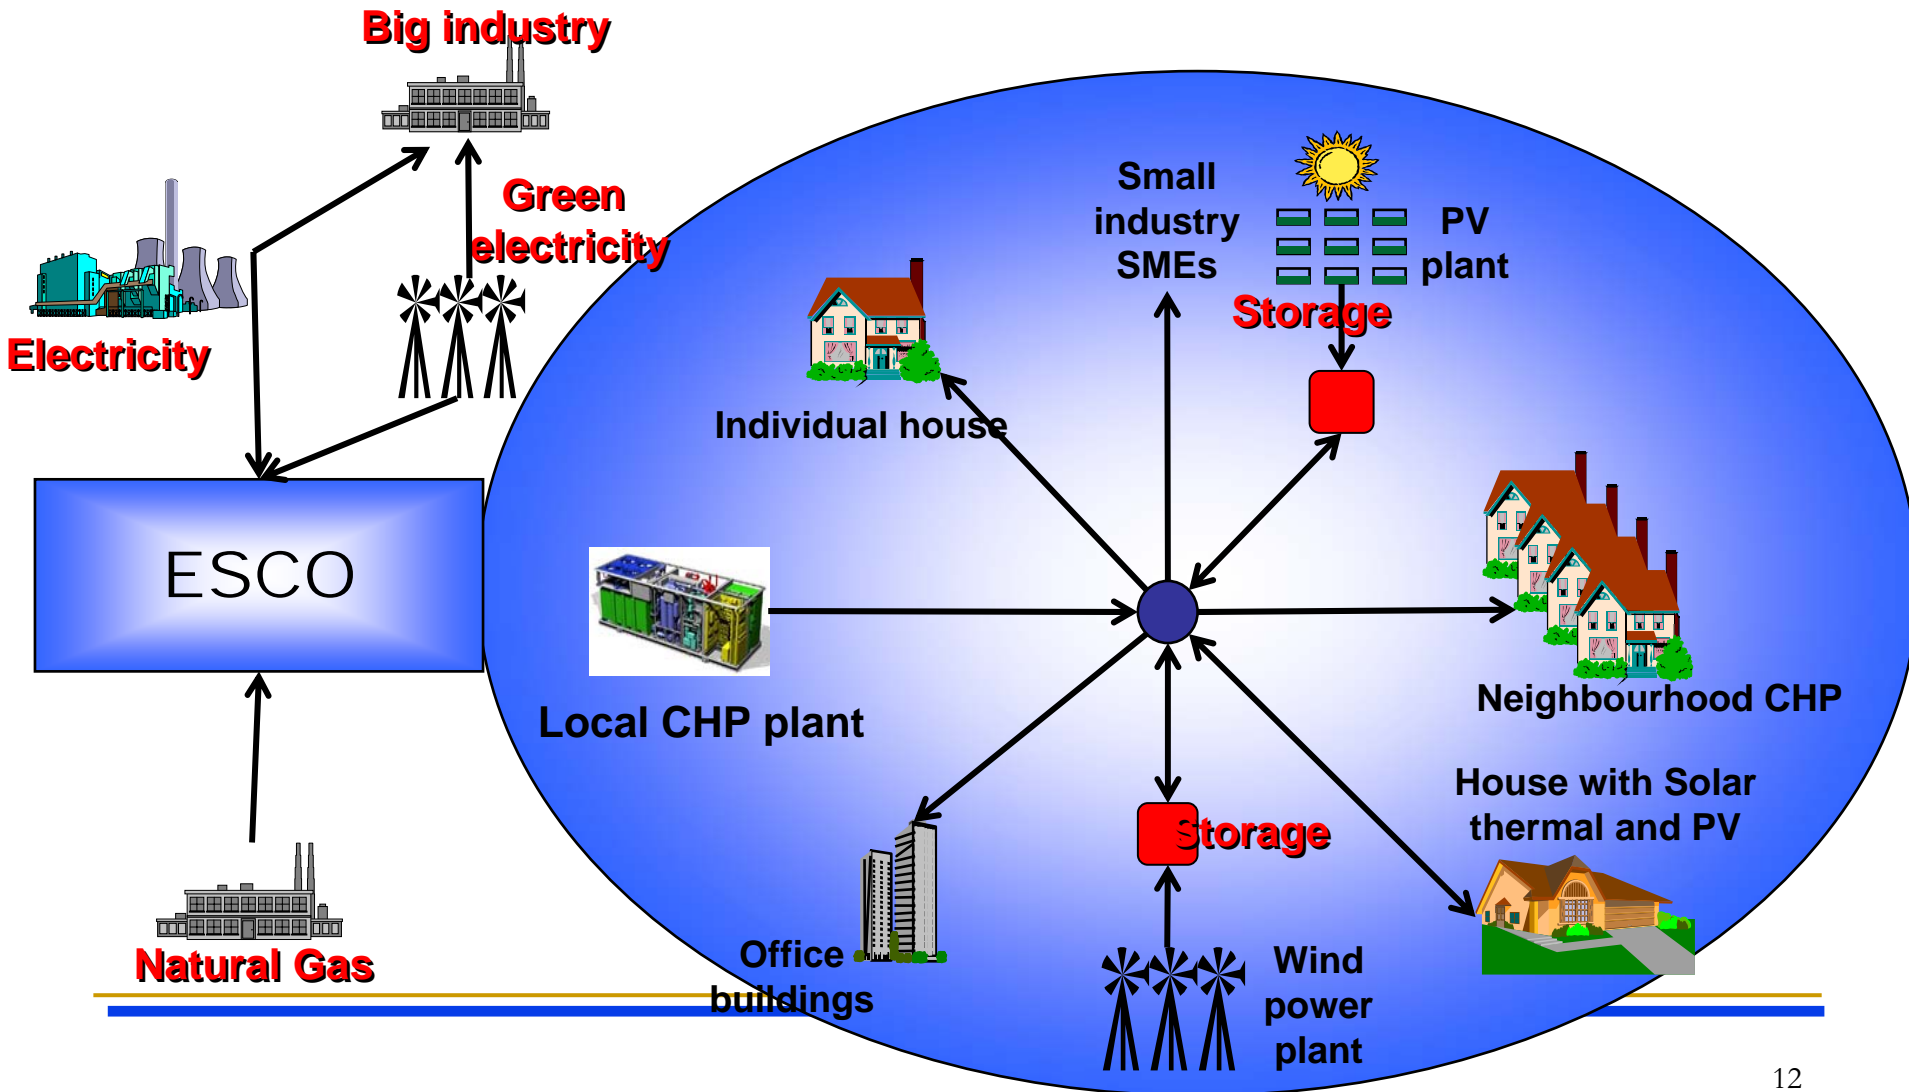 Big industry
Green
electricity
Electricity
ESCO
Natural Gas
Small
industry
SMEs
PV
plant
Storage
Individual house
Local CHP plant
Neighbourhood CHP
House with Solar
thermal and PV
Storage
Office
buildings
Wind
power
plant
12